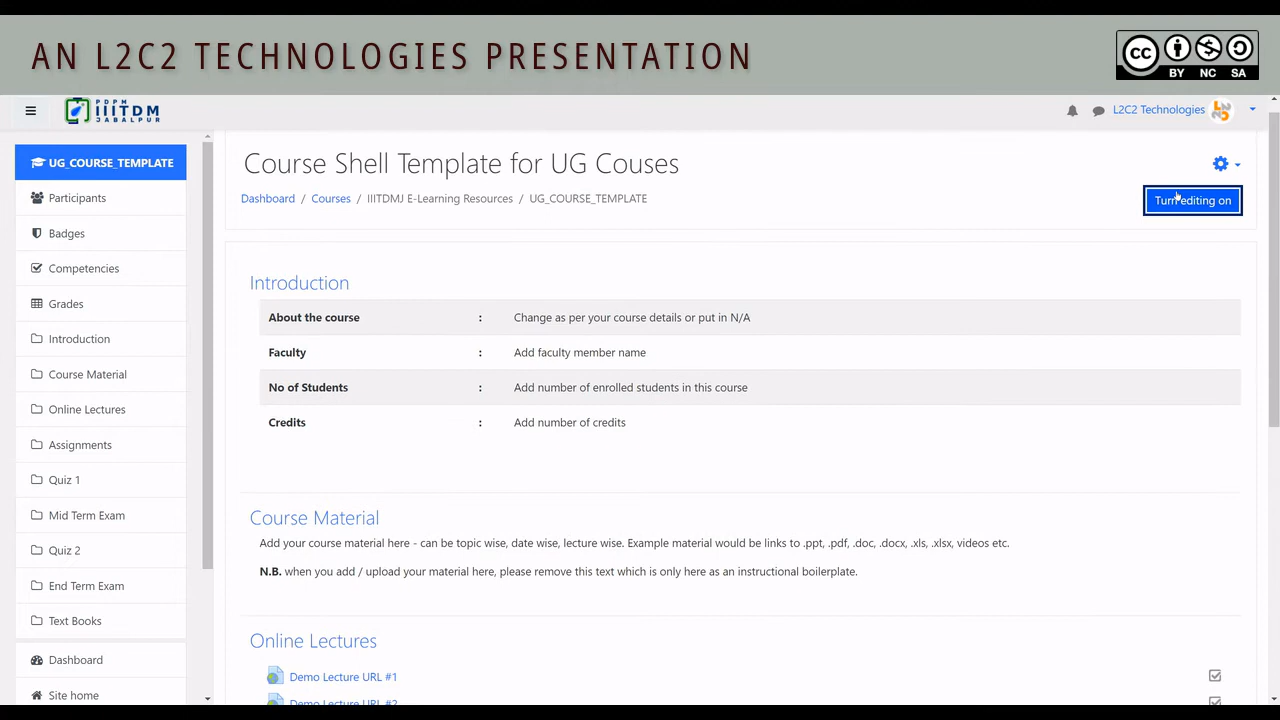 AN L2C2 TECHNOLOGIES PRESENTATION
CC BY NC SA
PDPM
IIITDM
JABALPUR
L2C2 Technologies
UG_COURSE_TEMPLATE
Participants
Badges
Competencies
Grades
Introduction
Course Material
Online Lectures
Assignments
Quiz 1
Mid Term Exam
Quiz 2
End Term Exam
Text Books
Dashboard
Site home
Course Shell Template for UG Couses
Dashboard / Courses / IIITDMJ E-Learning Resources / UG_COURSE_TEMPLATE
Turn editing on
Introduction
About the course : Change as per your course details or put in N/A
Faculty : Add faculty member name
No of Students : Add number of enrolled students in this course
Credits : Add number of credits
Course Material
Add your course material here - can be topic wise, date wise, lecture wise. Example material would be links to .ppt, .pdf, .doc, .docx, .xls, .xlsx, videos etc.
N.B. when you add / upload your material here, please remove this text which is only here as an instructional boilerplate.
Online Lectures
Demo Lecture URL #1
Demo Lecture URL #2